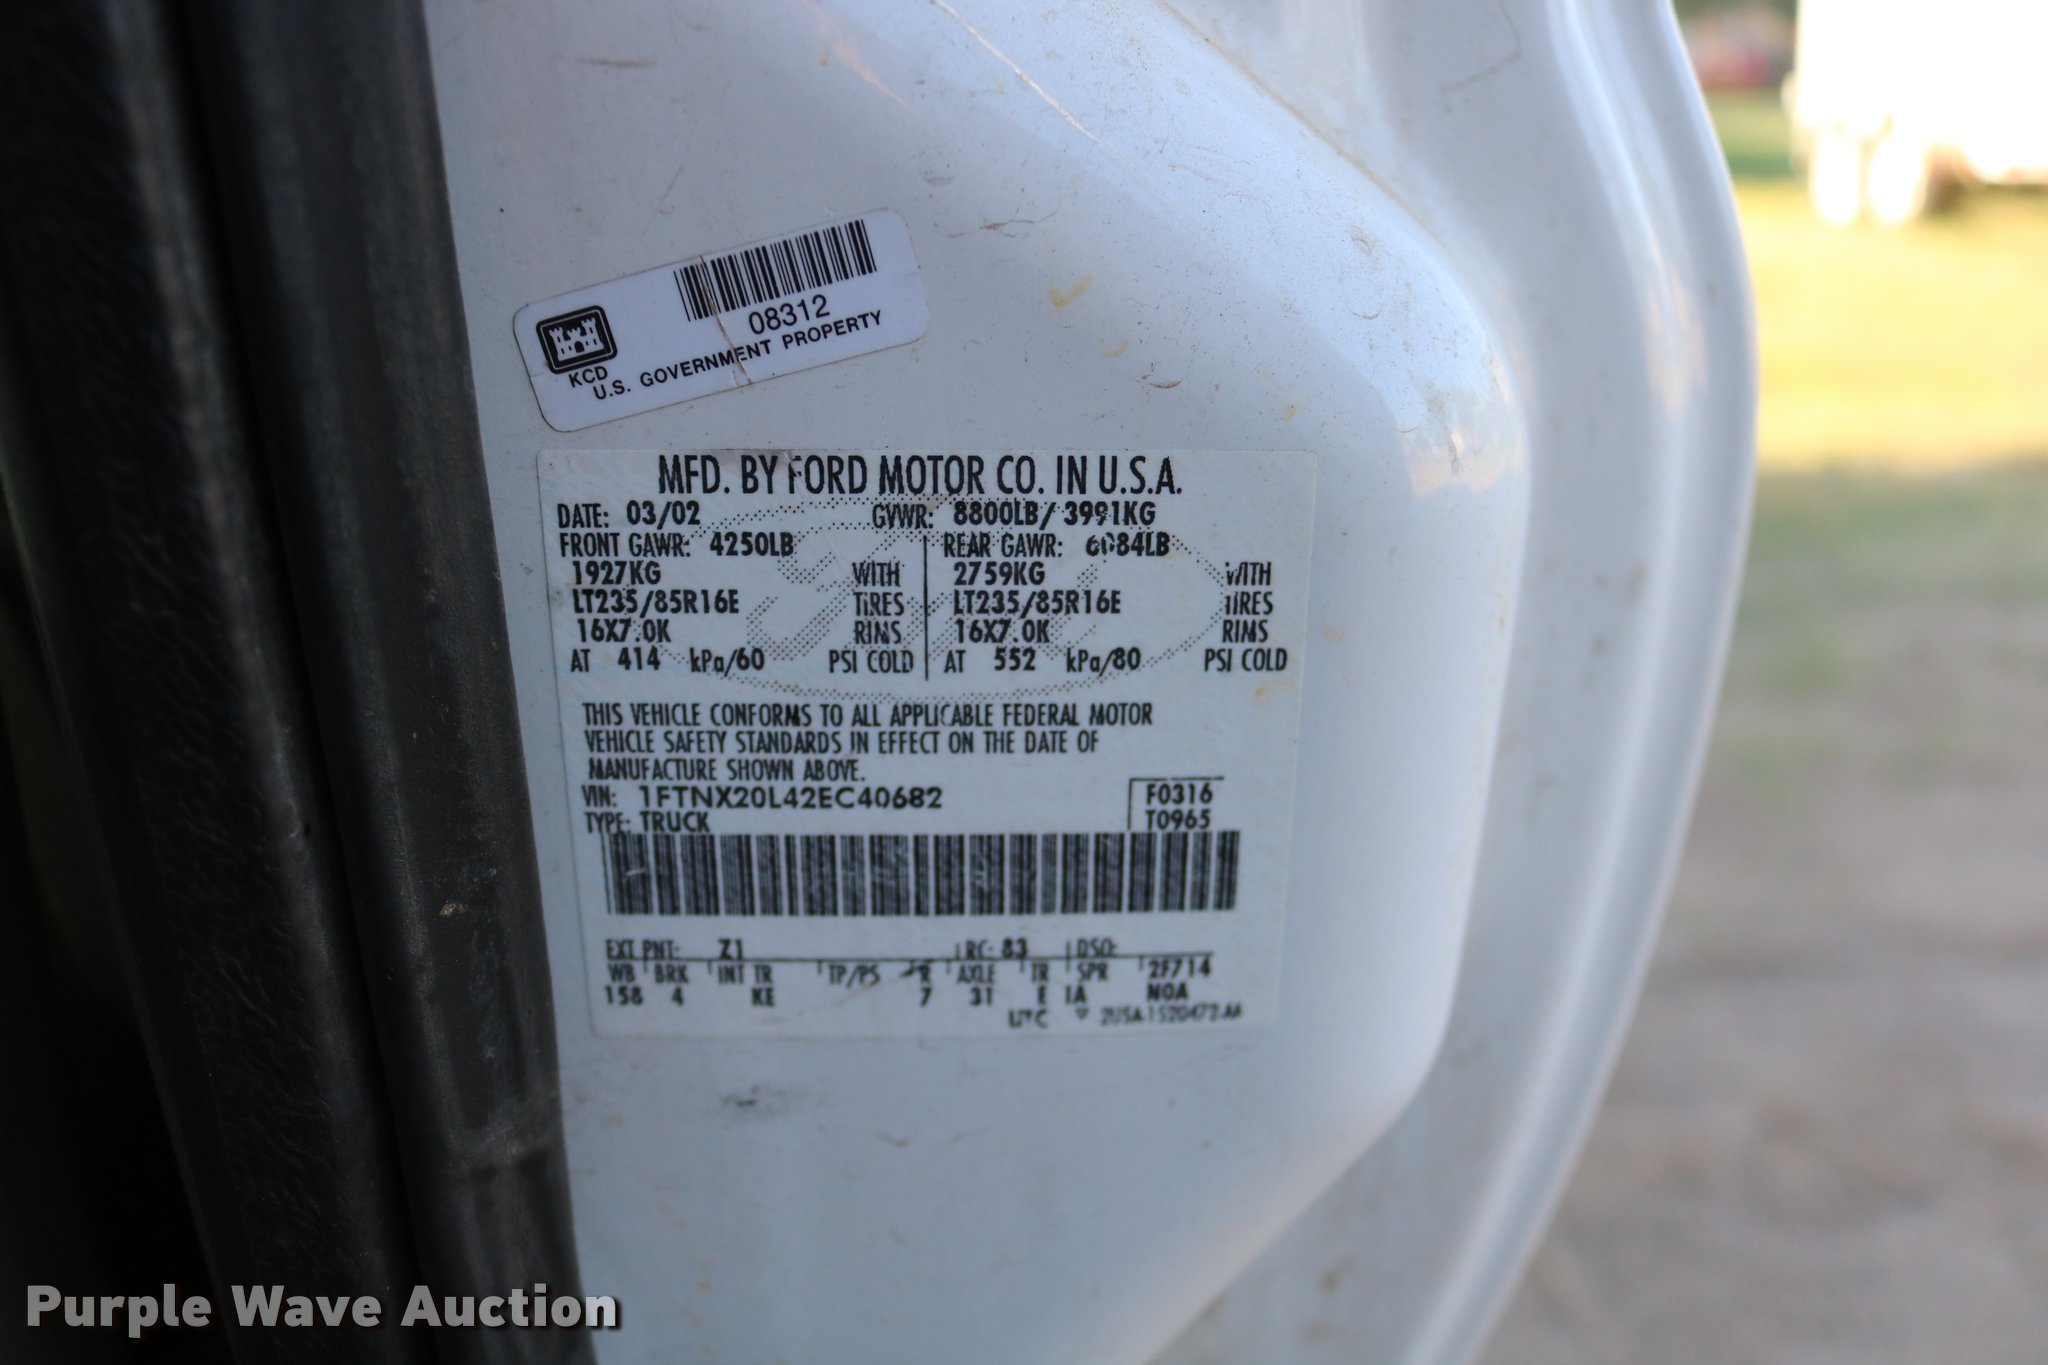 08312
KCD
U.S. GOVERNMENT PROPERTY
MFD. BY FORD MOTOR CO. IN U.S.A.
DATE: 03/02 GVWR: 8800LB/ 3991KG
FRONT GAWR: 4250LB REAR GAWR: 6084LB
1927KG WITH 2759KG WITH
LT235/85R16E TIRES LT235/85R16E TIRES
16X7.0K RIMS 16X7.0K RIMS
AT 414 kPa/60 PSI COLD AT 552 kPa/80 PSI COLD
THIS VEHICLE CONFORMS TO ALL APPLICABLE FEDERAL MOTOR
VEHICLE SAFETY STANDARDS IN EFFECT ON THE DATE OF
MANUFACTURE SHOWN ABOVE.
VIN: 1FTNX20L42EC40682 F0316
TYPE: TRUCK T0965
EXT PNT: Z1 RC: 83 DSO:
WB BRK INT TR TP/PS R AXLE TR SPR 2F714
158 4 KE 7 31 E IA NOA
Purple Wave Auction